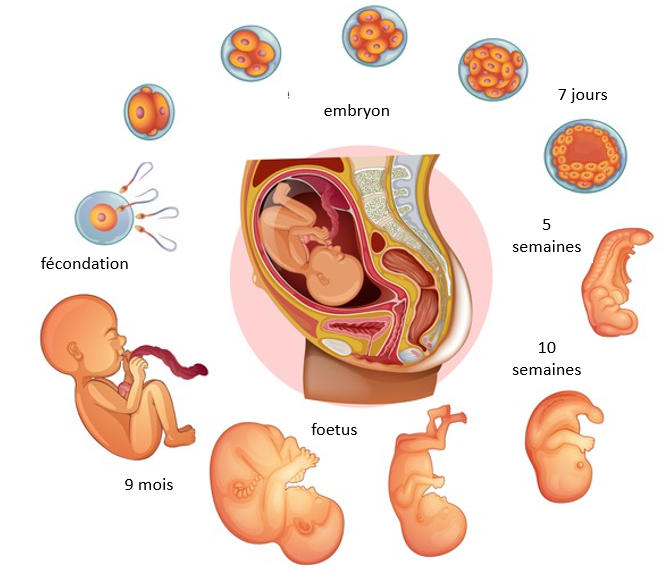 embryon
7 jours
5
semaines
fécondation
10
semaines
foetus
9 mois